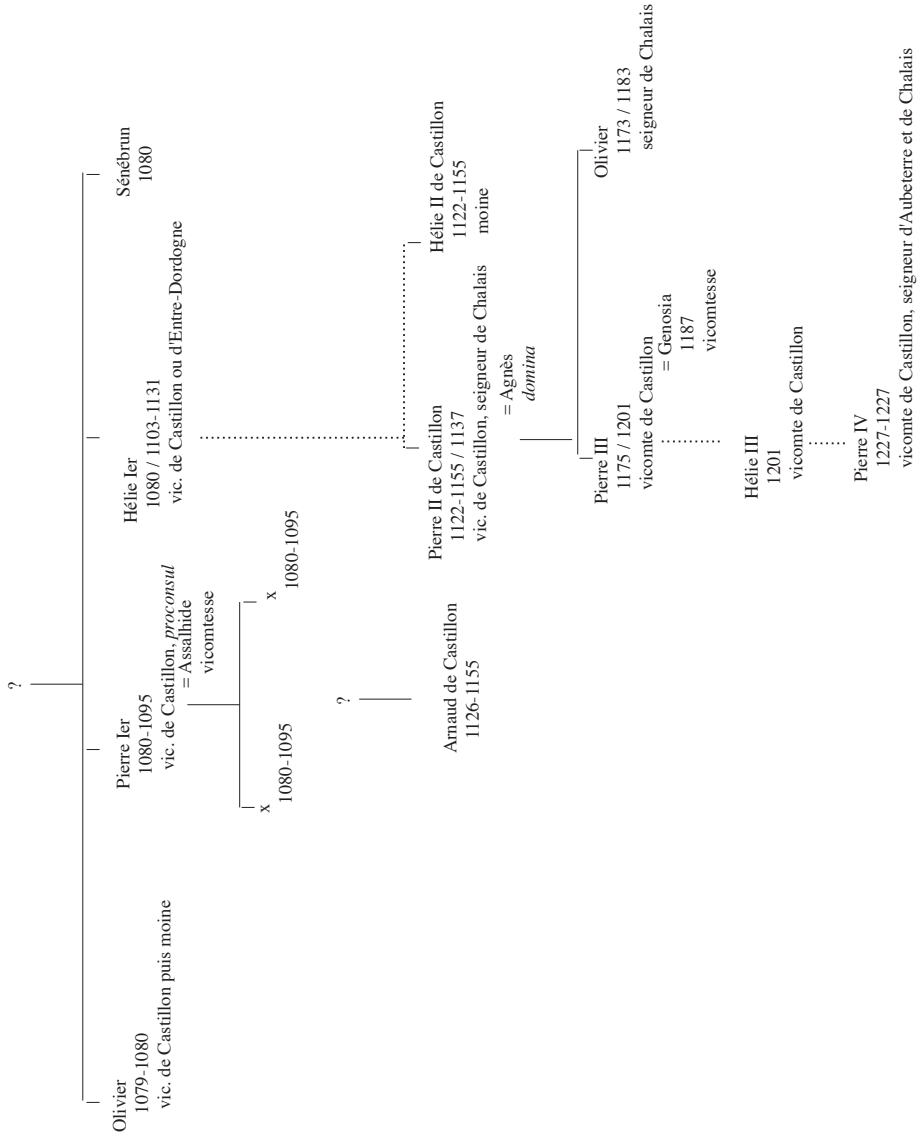 ?
Olivier
1079-1080
vic. de Castillon puis moine
Pierre Ier
1080-1095
vic. de Castillon, proconsul
= Assalhide
vicomtesse
Hélie Ier
1080 / 1103-1131
vic. de Castillon ou d'Entre-Dordogne
Sénébrun
1080
x
1080-1095
x
1080-1095
?
Arnaud de Castillon
1126-1155
Pierre II de Castillon
1122-1155 / 1137
vic. de Castillon, seigneur de Chalais
= Agnès
domina
Hélie II de Castillon
1122-1155
moine
Pierre III
1175 / 1201
vicomte de Castillon
= Genosia
1187
vicomtesse
Olivier
1173 / 1183
seigneur de Chalais
Hélie III
1201
vicomte de Castillon
Pierre IV
1227-1227
vicomte de Castillon, seigneur d'Aubeterre et de Chalais